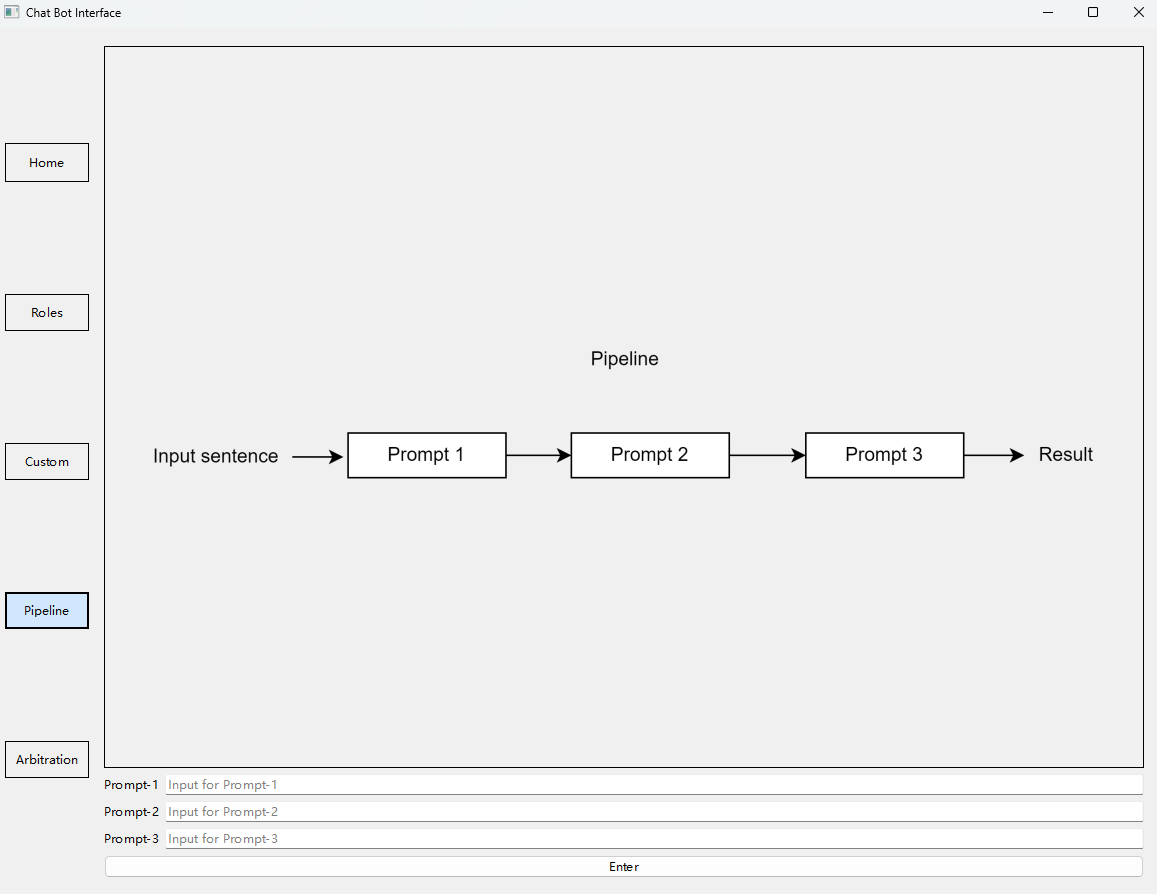 Chat Bot Interface
Home
Roles
Custom
Pipeline
Arbitration
Pipeline
Input sentence
Prompt 1
Prompt 2
Prompt 3
Result
Prompt-1 Input for Prompt-1
Prompt-2 Input for Prompt-2
Prompt-3 Input for Prompt-3
Enter